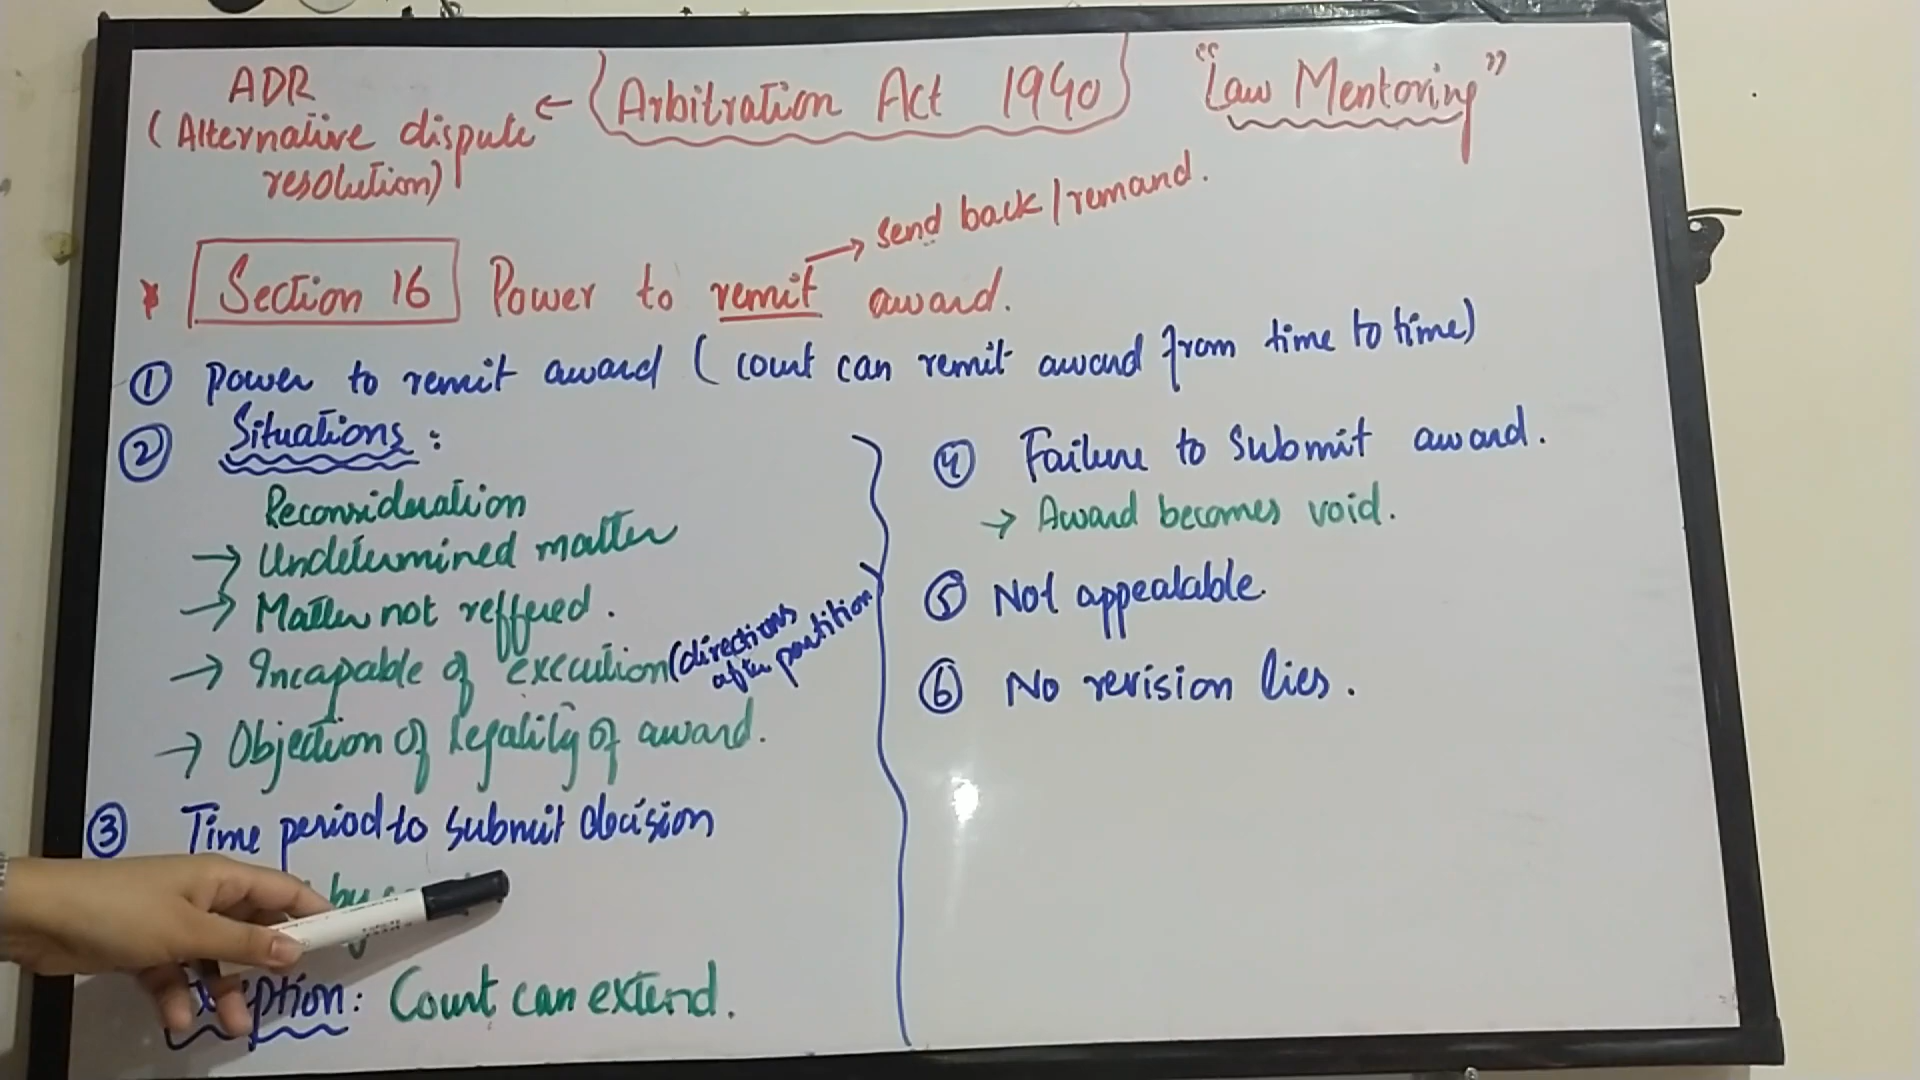 ADR
(Alternative dispute
resolution)
← (Arbitration Act 1940)
"Law Mentoring"
→ send back/remand.
* Section 16 Power to remit award.
① Power to remit award (court can remit award from time to time)
② Situations :
Reconsideration
→ Undetermined matter
→ Matter not reffered.
→ Incapable of execution (directions
after partition)
→ Objection of legality of award.
③ Time period to submit decision
by
Exception: Court can extend.
④ Failure to Submit award.
→ Award becomes void.
⑤ Not appealable.
⑥ No revision lies.